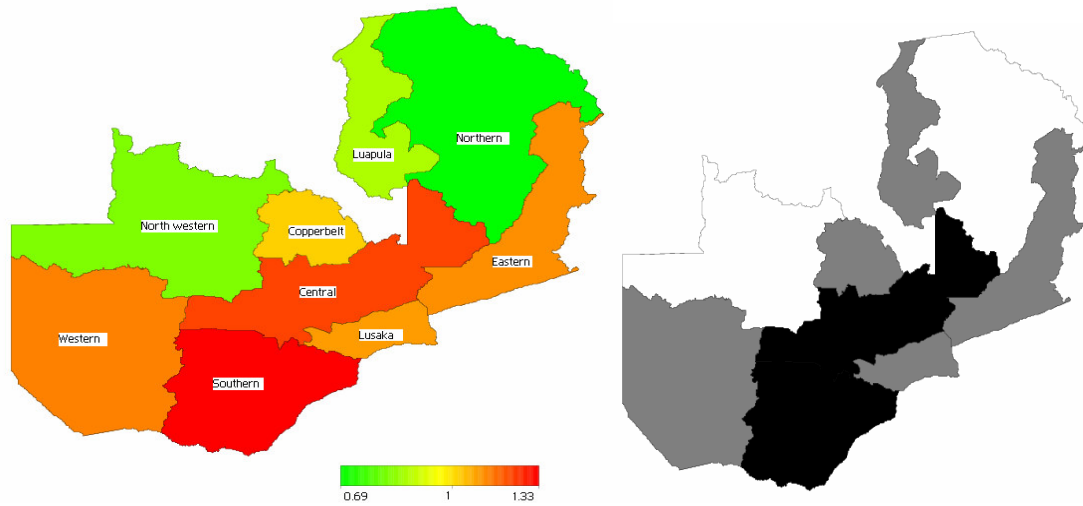 Northern
Luapula
North western
Copperbelt
Eastern
Central
Western
Lusaka
Southern
0.69 1 1.33